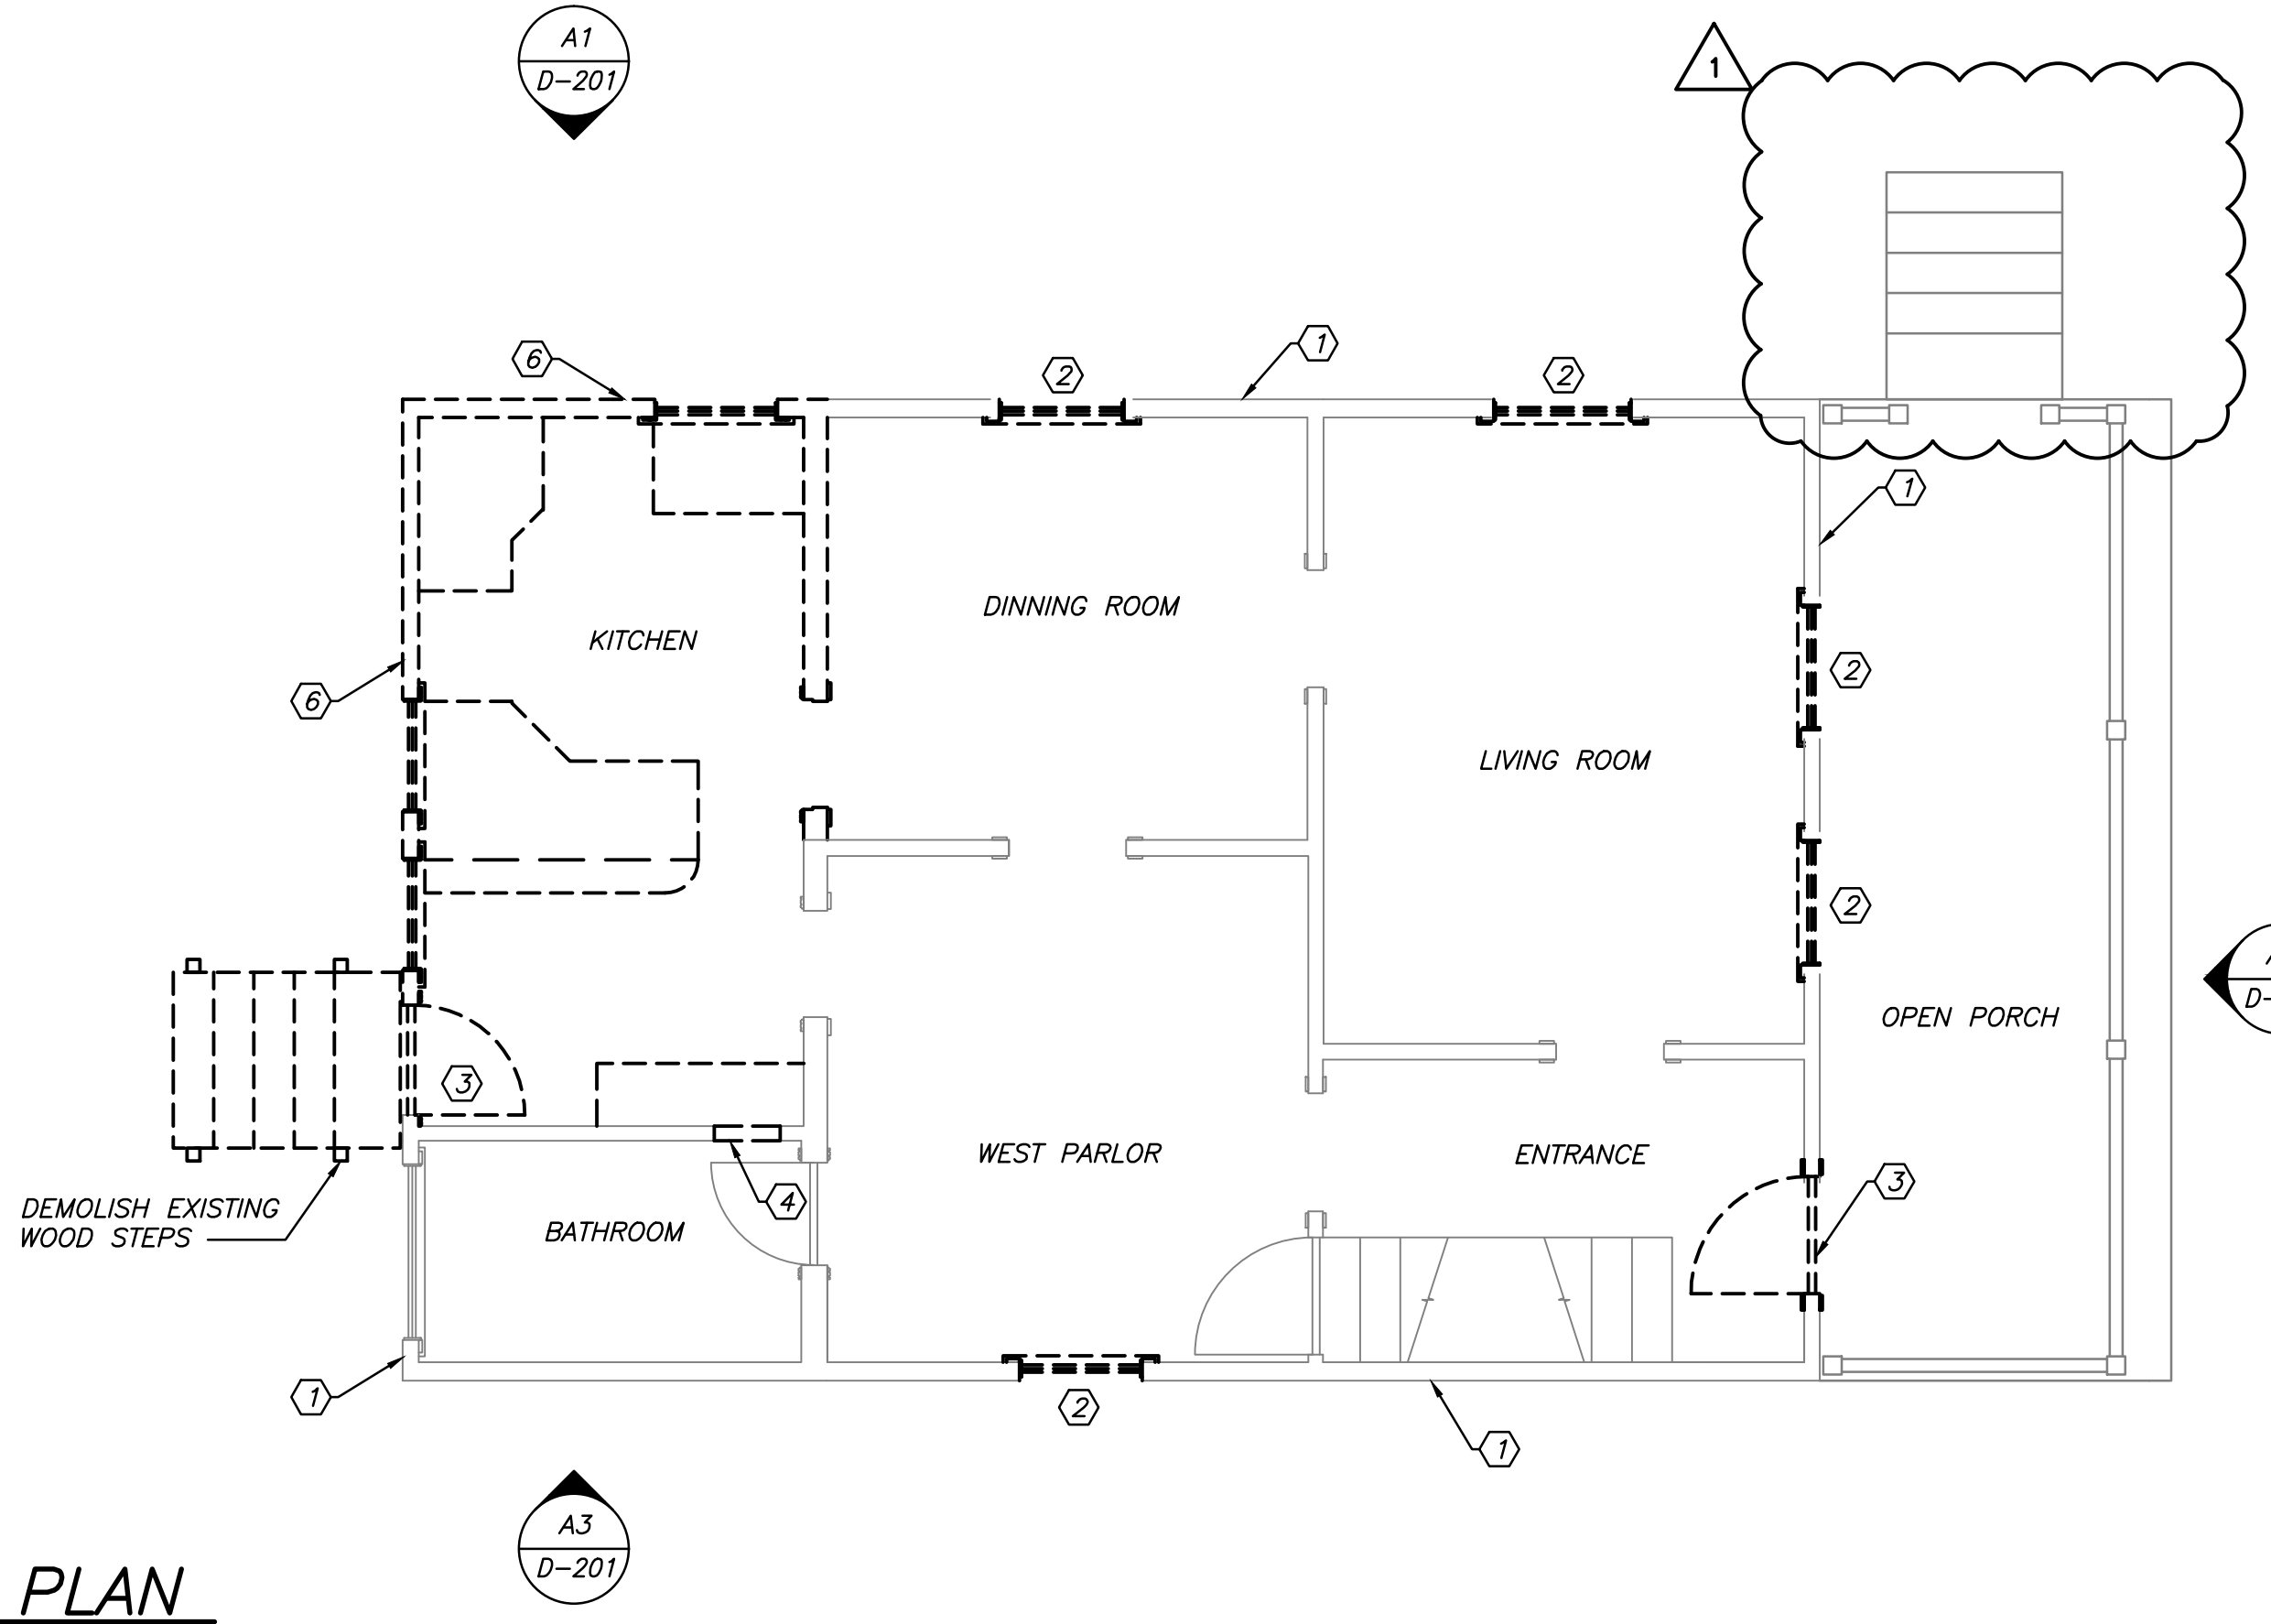 A1
D-201
1
6
2
1
2
1
DINNING ROOM
KITCHEN
2
6
LIVING ROOM
2
OPEN PORCH
D-
3
WEST PARLOR
ENTRANCE
3
4
DEMOLISH EXISTING
WOOD STEPS
BATHROOM
1
2
1
A3
D-201
PLAN